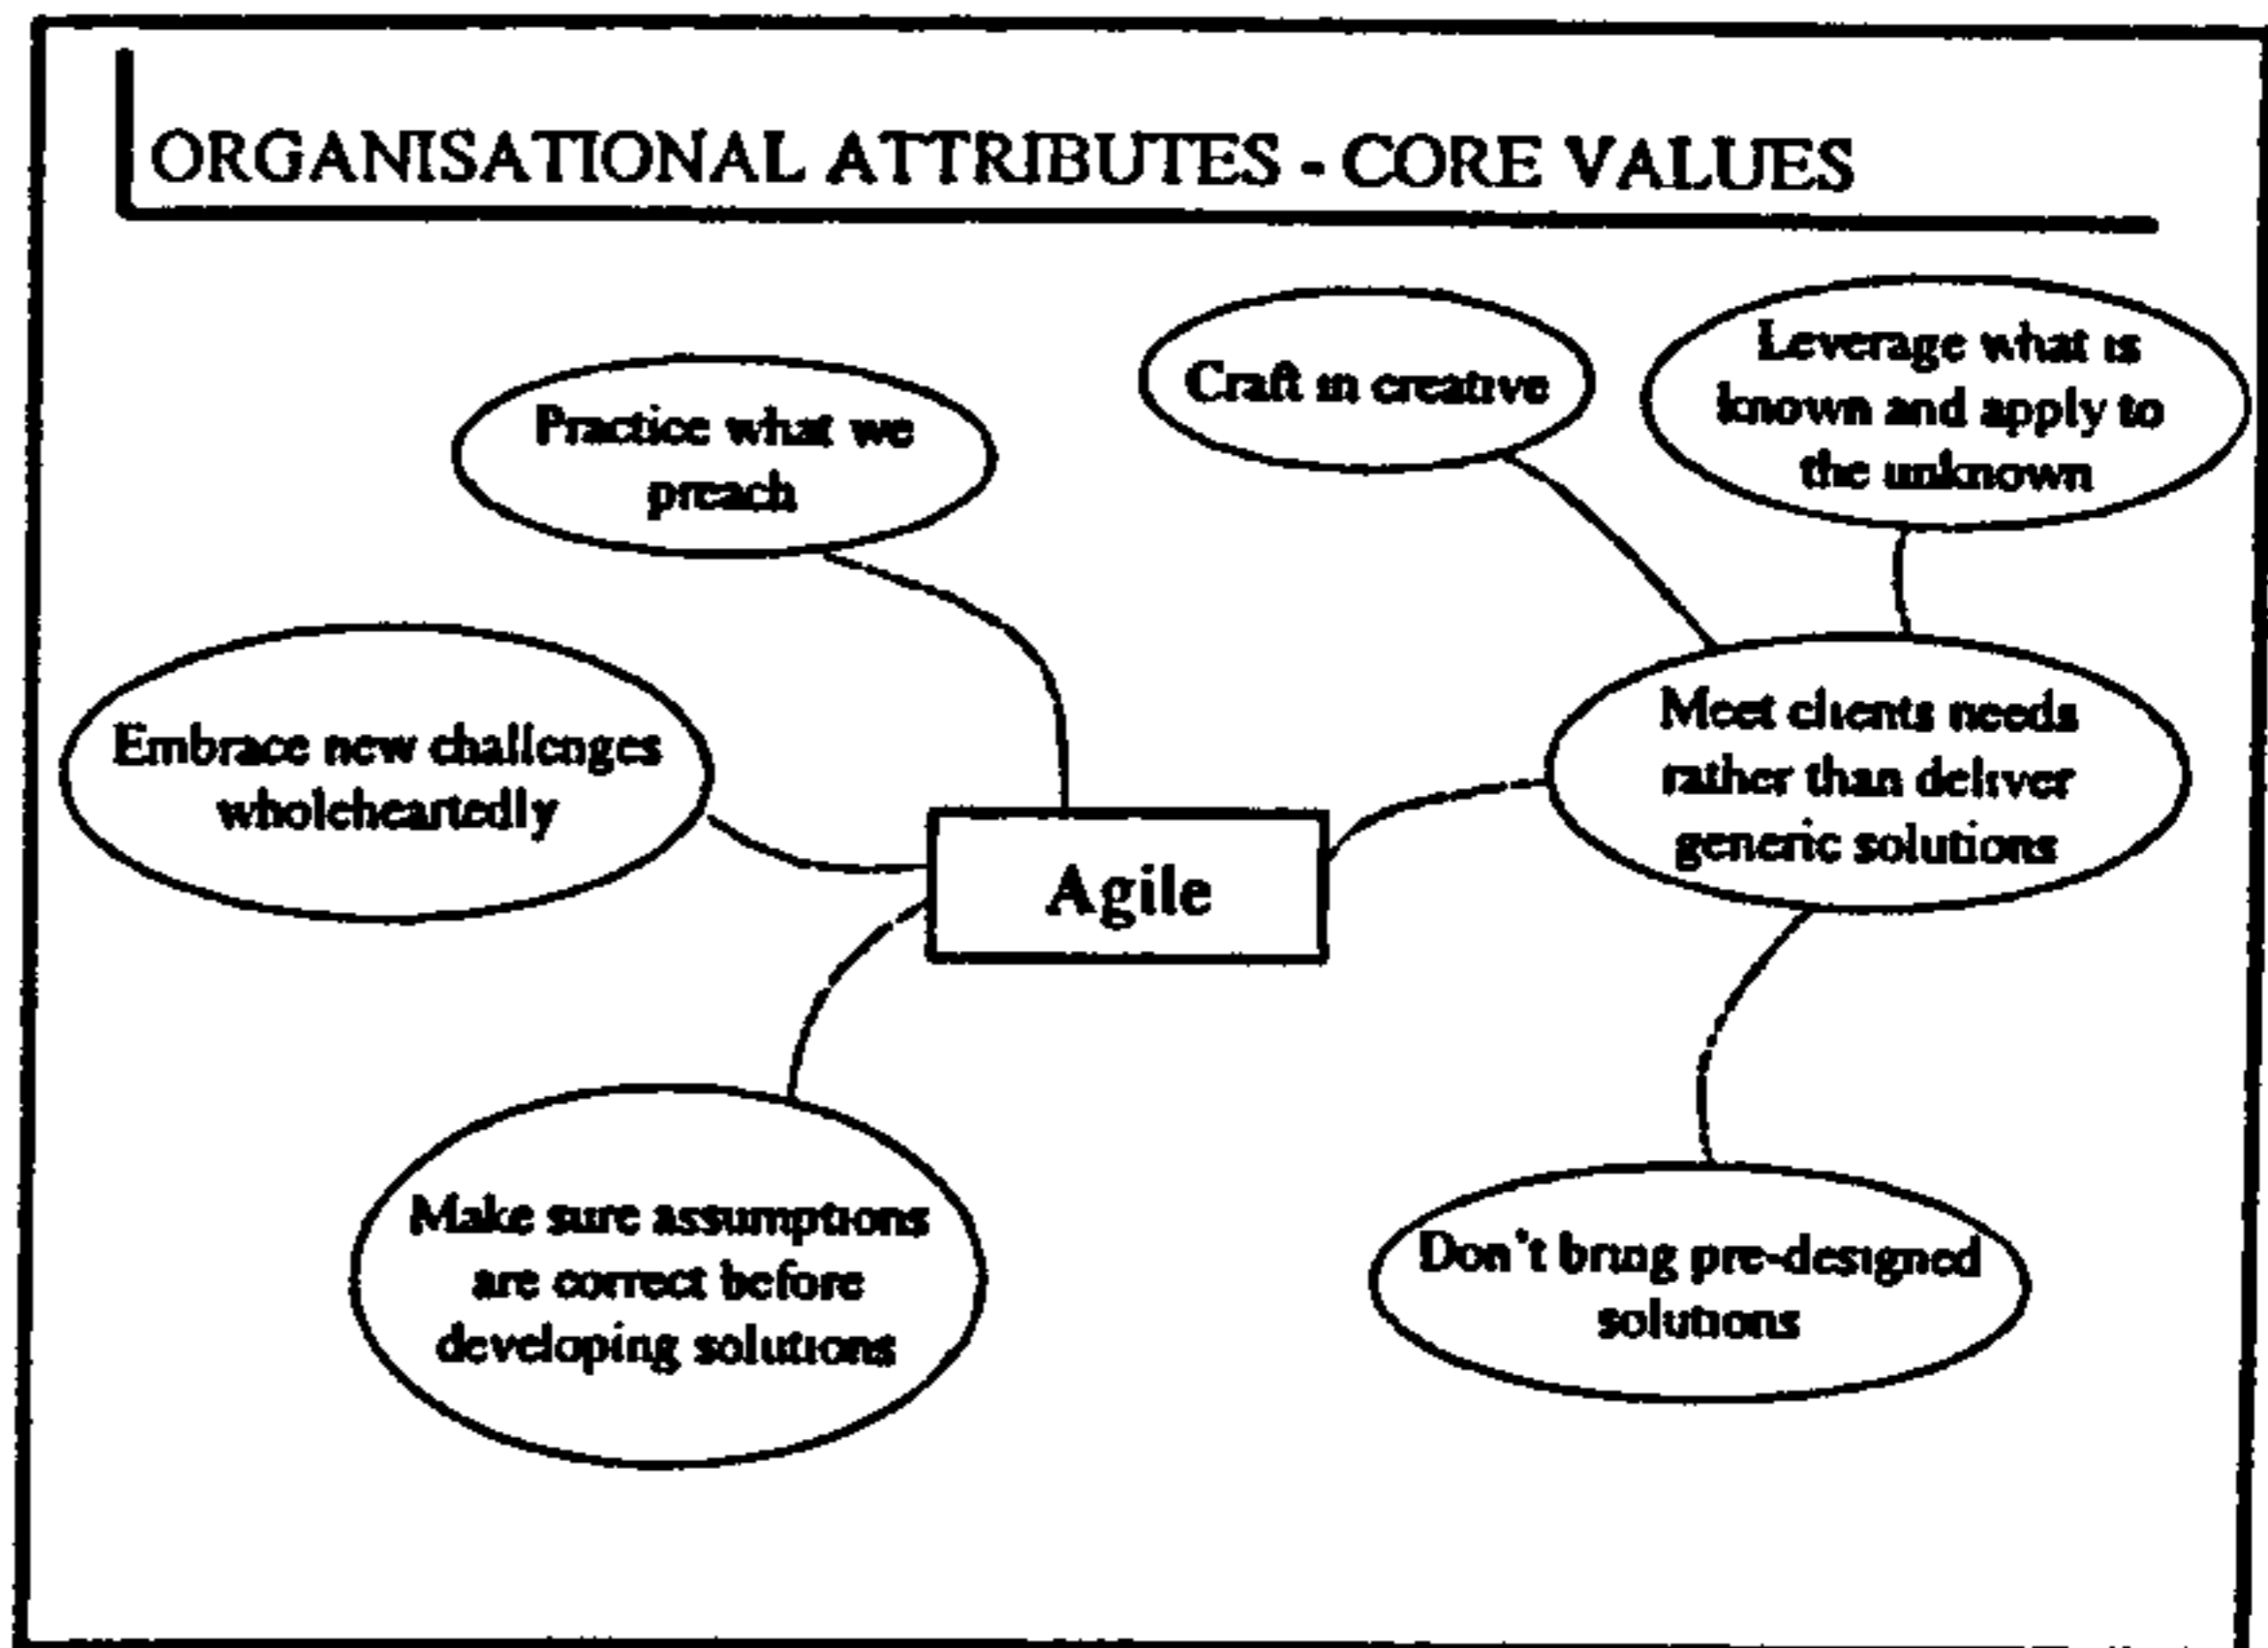 ORGANISATIONAL ATTRIBUTES - CORE VALUES
Craft in creative
Leverage what is
known and apply to
the unknown
Practice what we
preach
Embrace new challenges
wholeheartedly
Meet clients needs
rather than deliver
generic solutions
Agile
Make sure assumptions
are correct before
developing solutions
Don't bring pre-designed
solutions